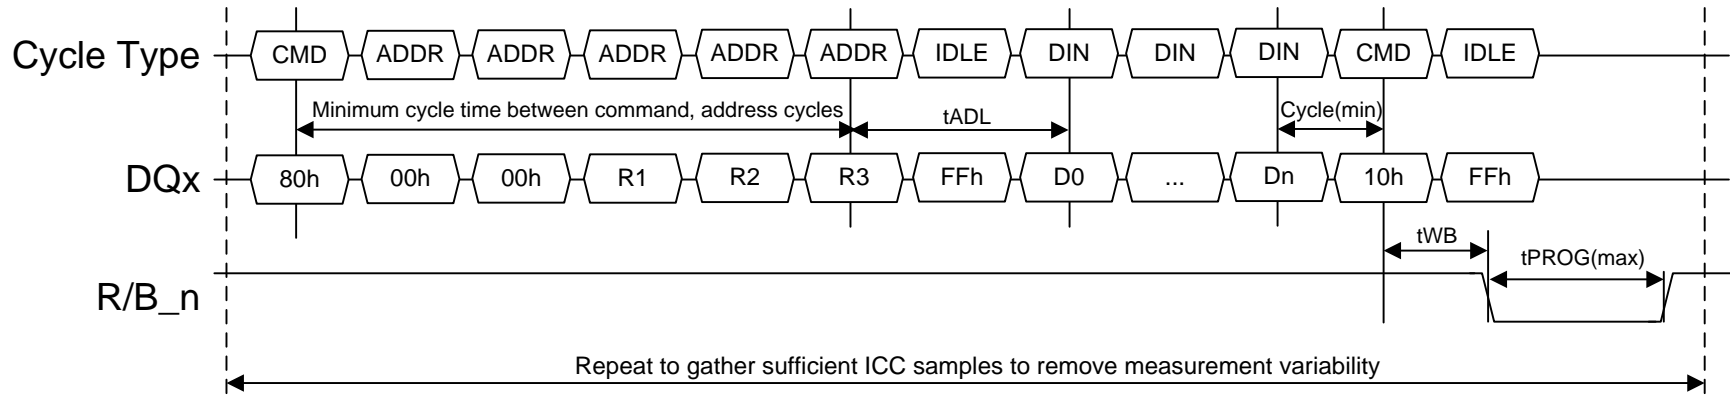 Cycle Type CMD ADDR ADDR ADDR ADDR ADDR IDLE DIN DIN DIN CMD IDLE
Minimum cycle time between command, address cycles tADL Cycle(min)
DQx 80h 00h 00h R1 R2 R3 FFh D0 ... Dn 10h FFh
tWB tPROG(max)
R/B_n
Repeat to gather sufficient ICC samples to remove measurement variability